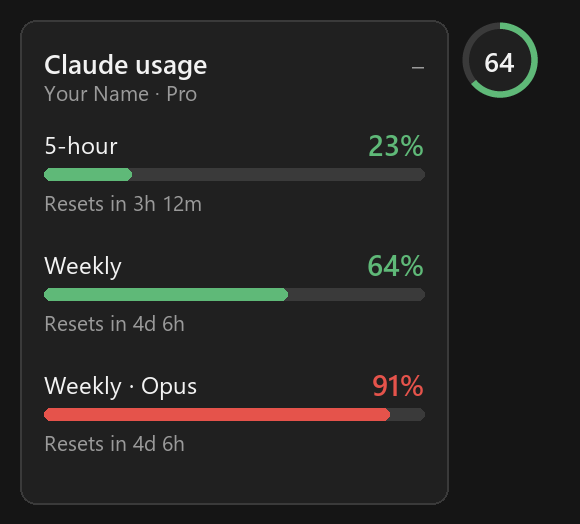 Claude usage
–
Your Name · Pro
5-hour
23%
Resets in 3h 12m
Weekly
64%
Resets in 4d 6h
Weekly · Opus
91%
Resets in 4d 6h
64